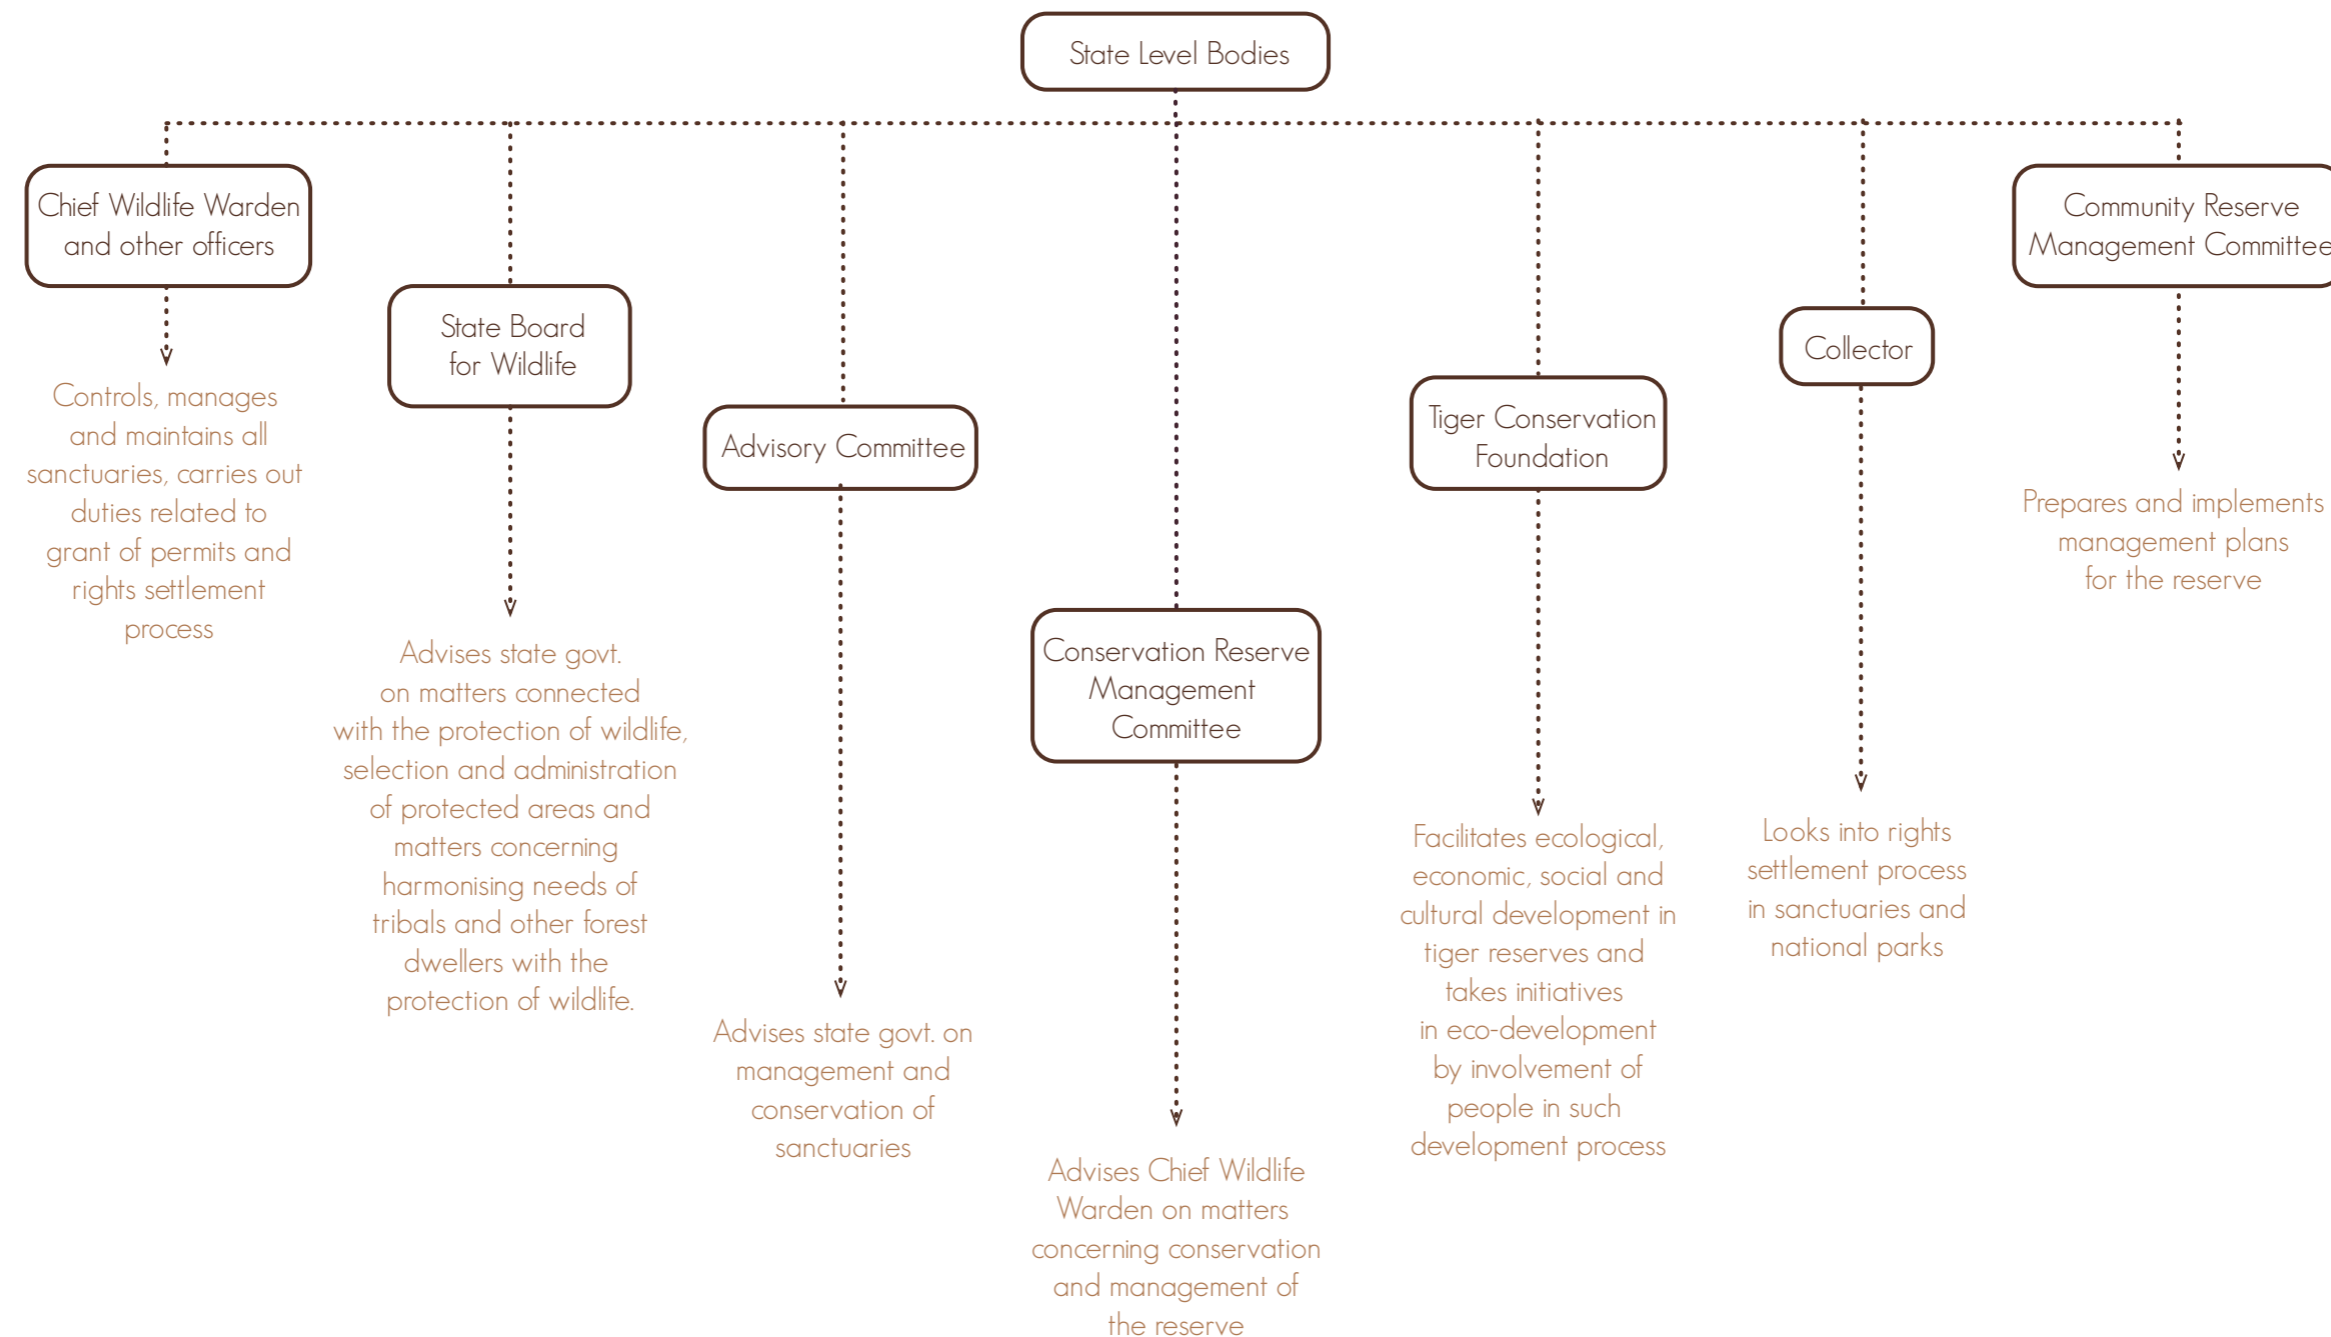 State Level Bodies
Chief Wildlife Warden
and other officers
Controls, manages
and maintains all
sanctuaries, carries out
duties related to
grant of permits and
rights settlement
process
State Board
for Wildlife
Advises state govt.
on matters connected
with the protection of wildlife,
selection and administration
of protected areas and
matters concerning
harmonising needs of
tribals and other forest
dwellers with the
protection of wildlife.
Advisory Committee
Advises state govt. on
management and
conservation of
sanctuaries
Conservation Reserve
Management
Committee
Advises Chief Wildlife
Warden on matters
concerning conservation
and management of
the reserve
Tiger Conservation
Foundation
Facilitates ecological,
economic, social and
cultural development in
tiger reserves and
takes initiatives
in eco-development
by involvement of
people in such
development process
Collector
Looks into rights
settlement process
in sanctuaries and
national parks
Community Reserve
Management Committee
Prepares and implements
management plans
for the reserve